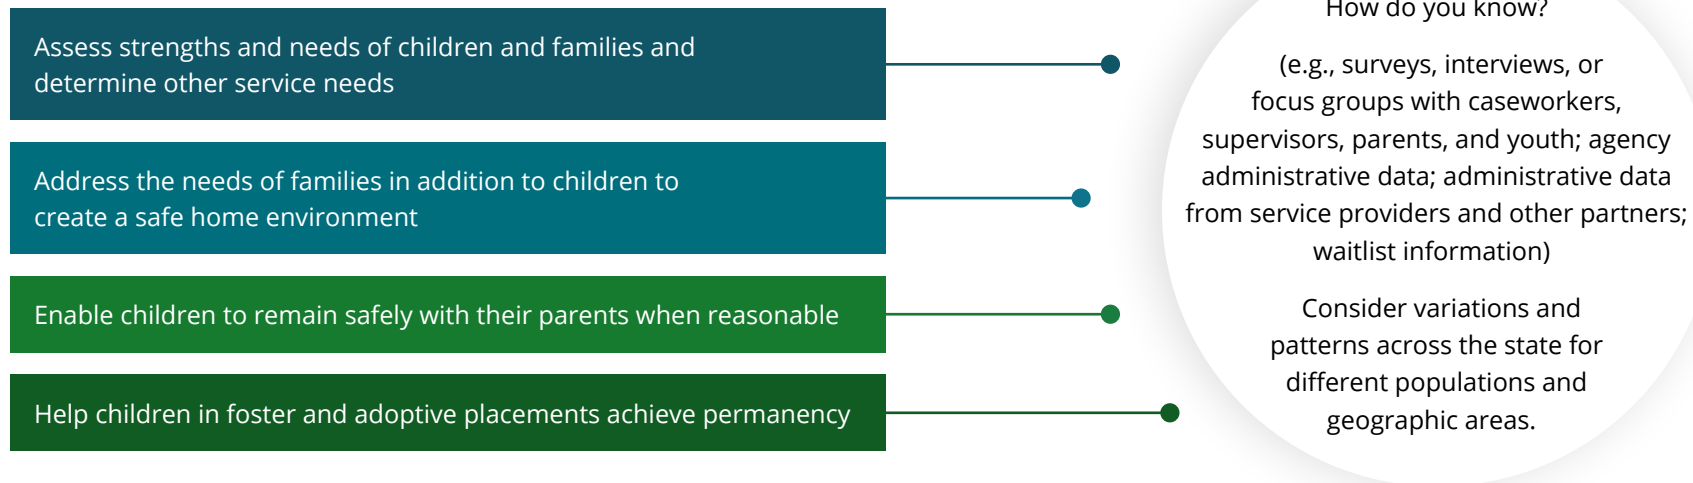 Assess strengths and needs of children and families and
determine other service needs
Address the needs of families in addition to children to
create a safe home environment
Enable children to remain safely with their parents when reasonable
Help children in foster and adoptive placements achieve permanency
How do you know?
(e.g., surveys, interviews, or
focus groups with caseworkers,
supervisors, parents, and youth; agency
administrative data; administrative data
from service providers and other partners;
waitlist information)
Consider variations and
patterns across the state for
different populations and
geographic areas.